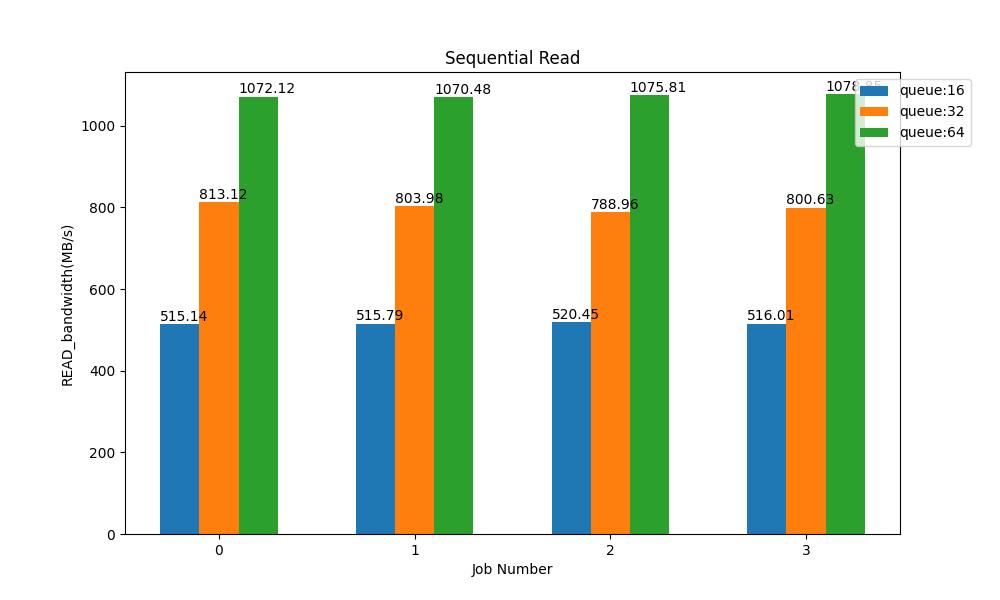 Sequential Read
1072.12
1070.48
1075.81
1078.85
queue:16
queue:32
queue:64
813.12
803.98
788.96
800.63
515.14
515.79
520.45
516.01
1000
800
600
400
200
0
READ_bandwidth(MB/s)
0 1 2 3
Job Number